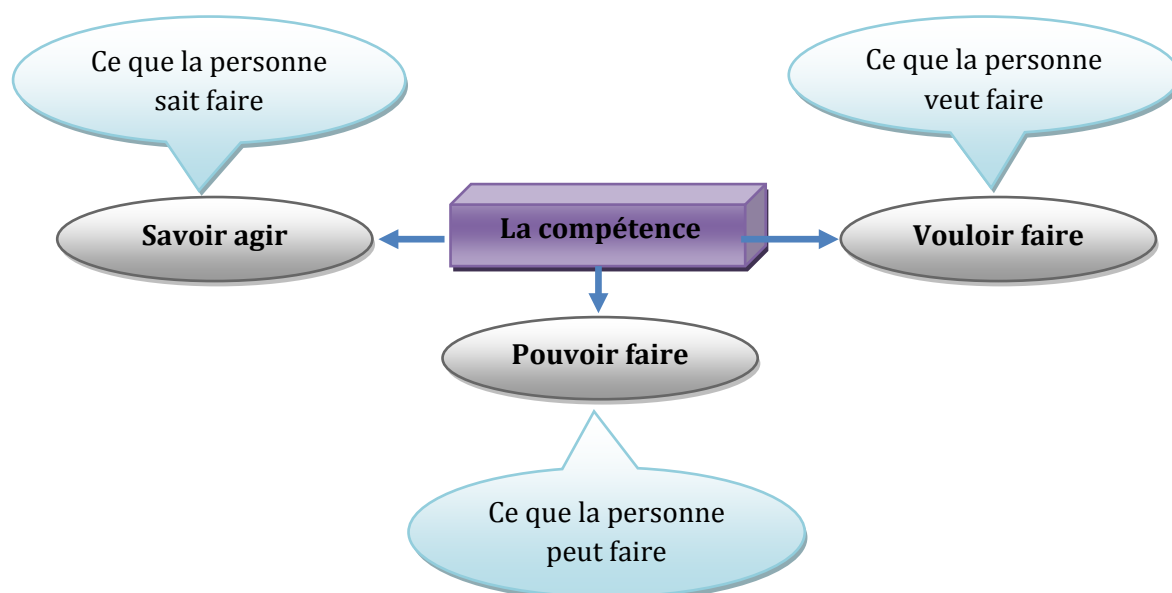 Ce que la personne
sait faire
Ce que la personne
veut faire
Savoir agir
La compétence
Vouloir faire
Pouvoir faire
Ce que la personne
peut faire